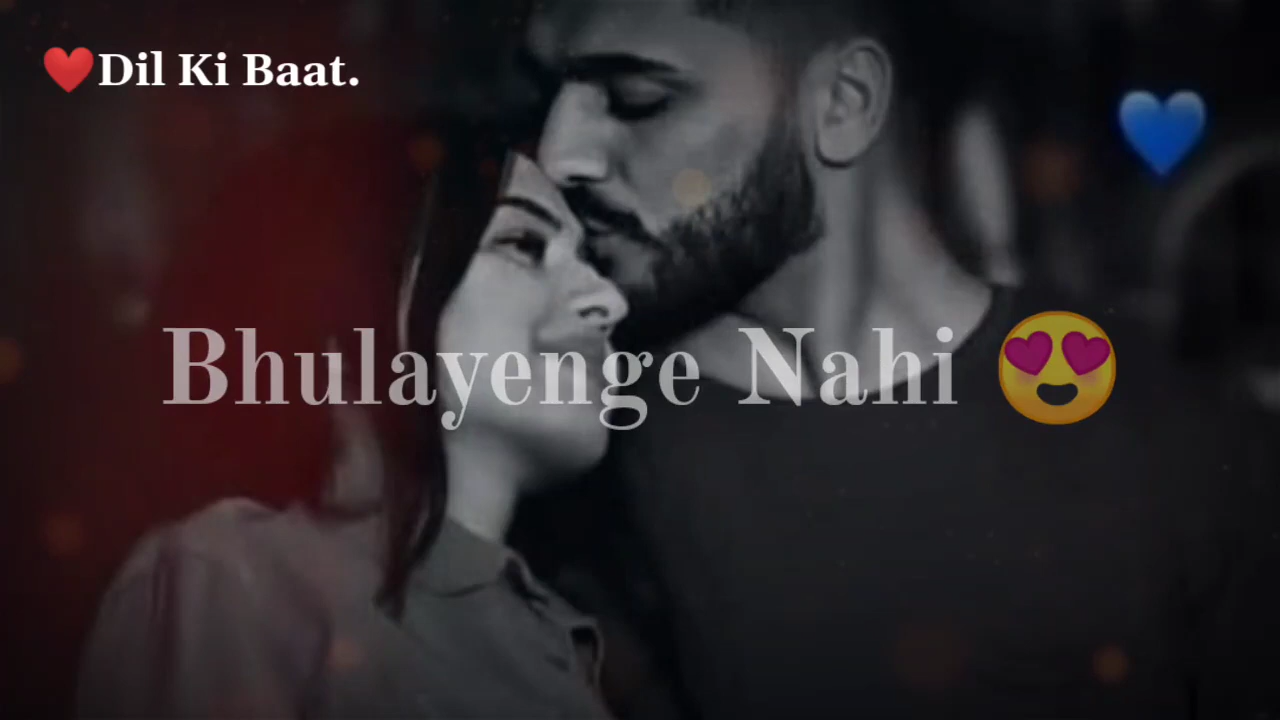 ❤️Dil Ki Baat.
💙
Bhulayenge Nahi 😍